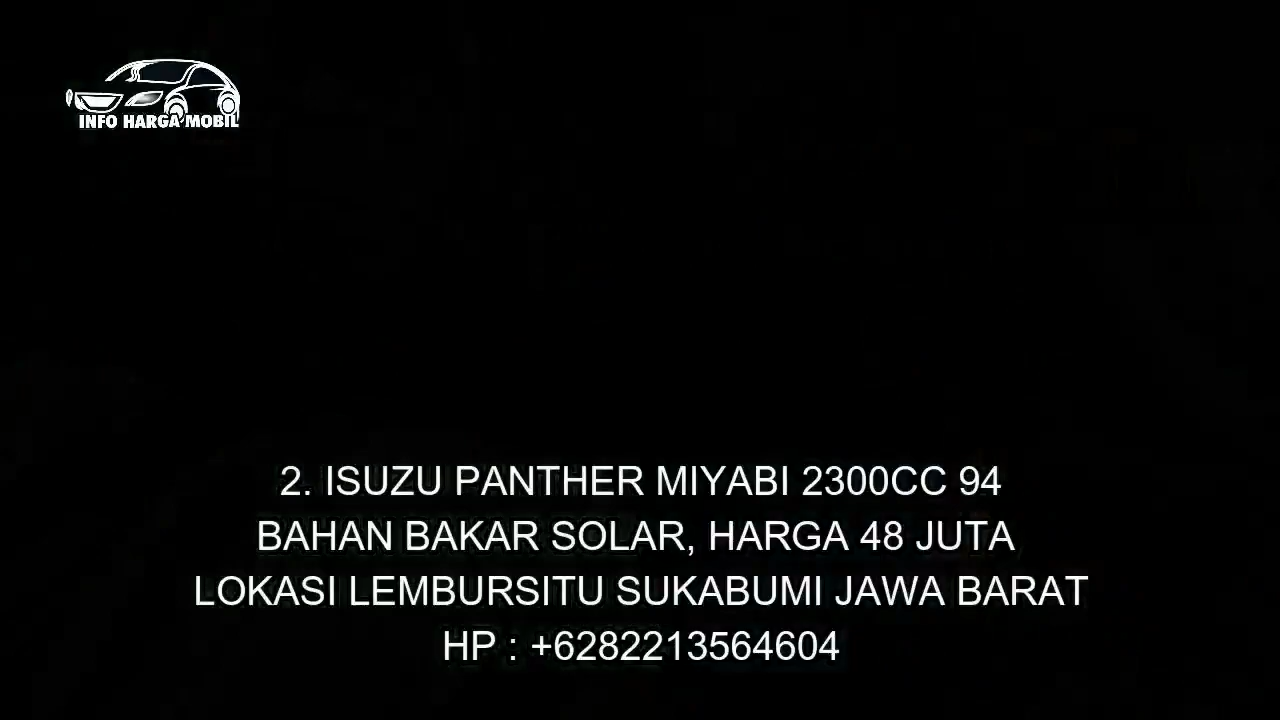 INFO HARGA MOBIL
2. ISUZU PANTHER MIYABI 2300CC 94
BAHAN BAKAR SOLAR, HARGA 48 JUTA
LOKASI LEMBURSITU SUKABUMI JAWA BARAT
HP : +6282213564604